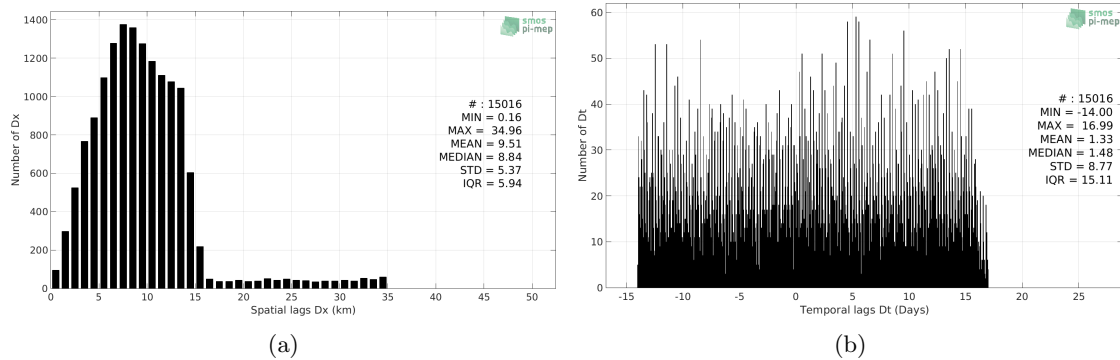 1400
1200
1000
800
600
400
200
0
Number of Dx
smos
pi-mep
# : 15016
MIN = 0.16
MAX = 34.96
MEAN = 9.51
MEDIAN = 8.84
STD = 5.37
IQR = 5.94
0 5 10 15 20 25 30 35 40 45 50
Spatial lags Dx (km)
(a)
60
50
40
30
20
10
0
Number of Dt
smos
pi-mep
# : 15016
MIN = -14.00
MAX = 16.99
MEAN = 1.33
MEDIAN = 1.48
STD = 8.77
IQR = 15.11
-15 -10 -5 0 5 10 15 20 25
Temporal lags Dt (Days)
(b)